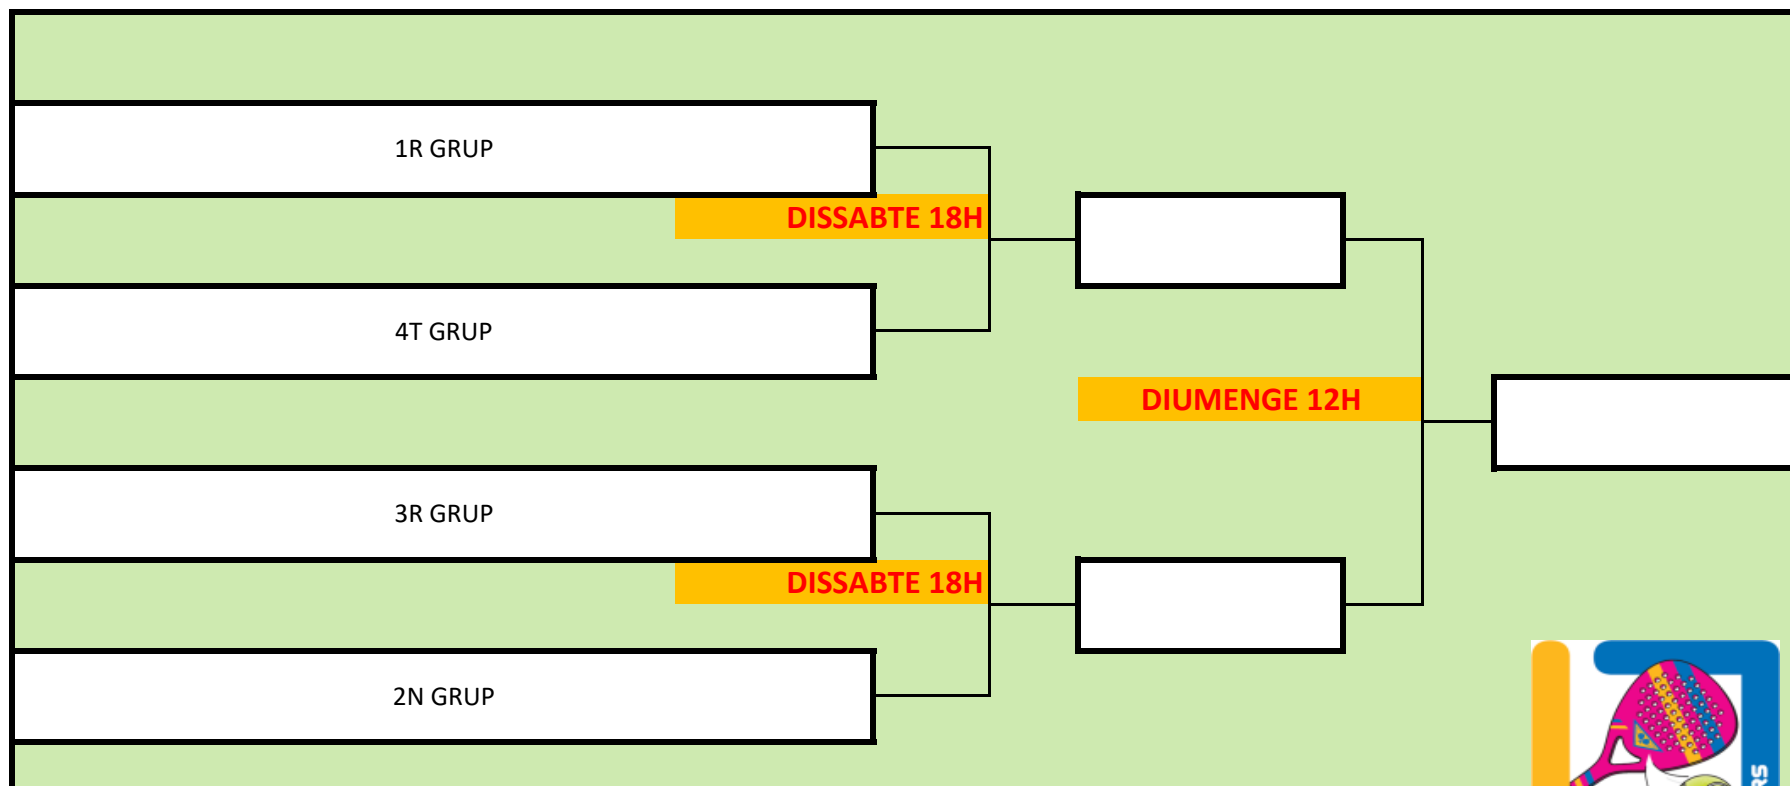 1R GRUP
DISSABTE 18H
4T GRUP
DIUMENGE 12H
3R GRUP
DISSABTE 18H
2N GRUP